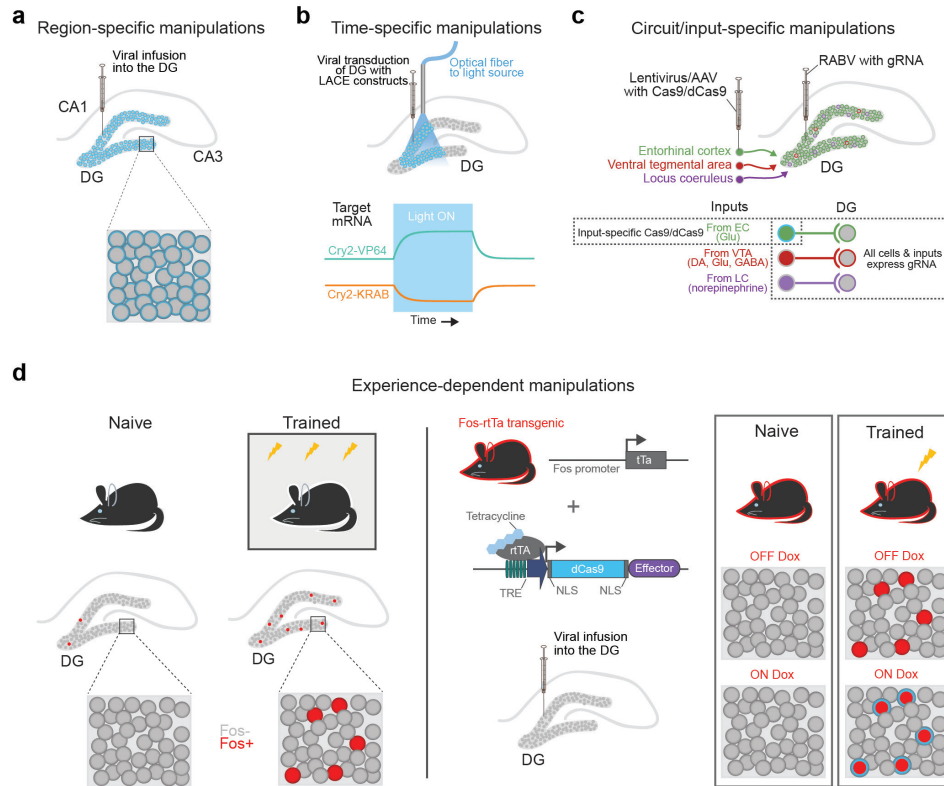 a
Region-specific manipulations
Viral infusion
into the DG
CA1
CA3
DG
b
Time-specific manipulations
Viral transduction
of DG with
LACE constructs
Optical fiber
to light source
DG
Target
mRNA
Light ON
Cry2-VP64
Cry2-KRAB
Time
c
Circuit/input-specific manipulations
RABV with gRNA
Lentivirus/AAV
with Cas9/dCas9
Entorhinal cortex
Ventral tegmental area
Locus coeruleus
DG
Inputs
DG
Input-specific Cas9/dCas9
From EC
(Glu)
From VTA
(DA, Glu, GABA)
From LC
(norepinephrine)
All cells & inputs
express gRNA
d
Experience-dependent manipulations
Naive
Trained
DG
DG
Fos-
Fos+
Fos-rtTa transgenic
tTa
Fos promoter
+
Tetracycline
rtTA
dCas9
Effector
TRE
NLS
NLS
Viral infusion
into the DG
DG
Naive
Trained
OFF Dox
OFF Dox
ON Dox
ON Dox